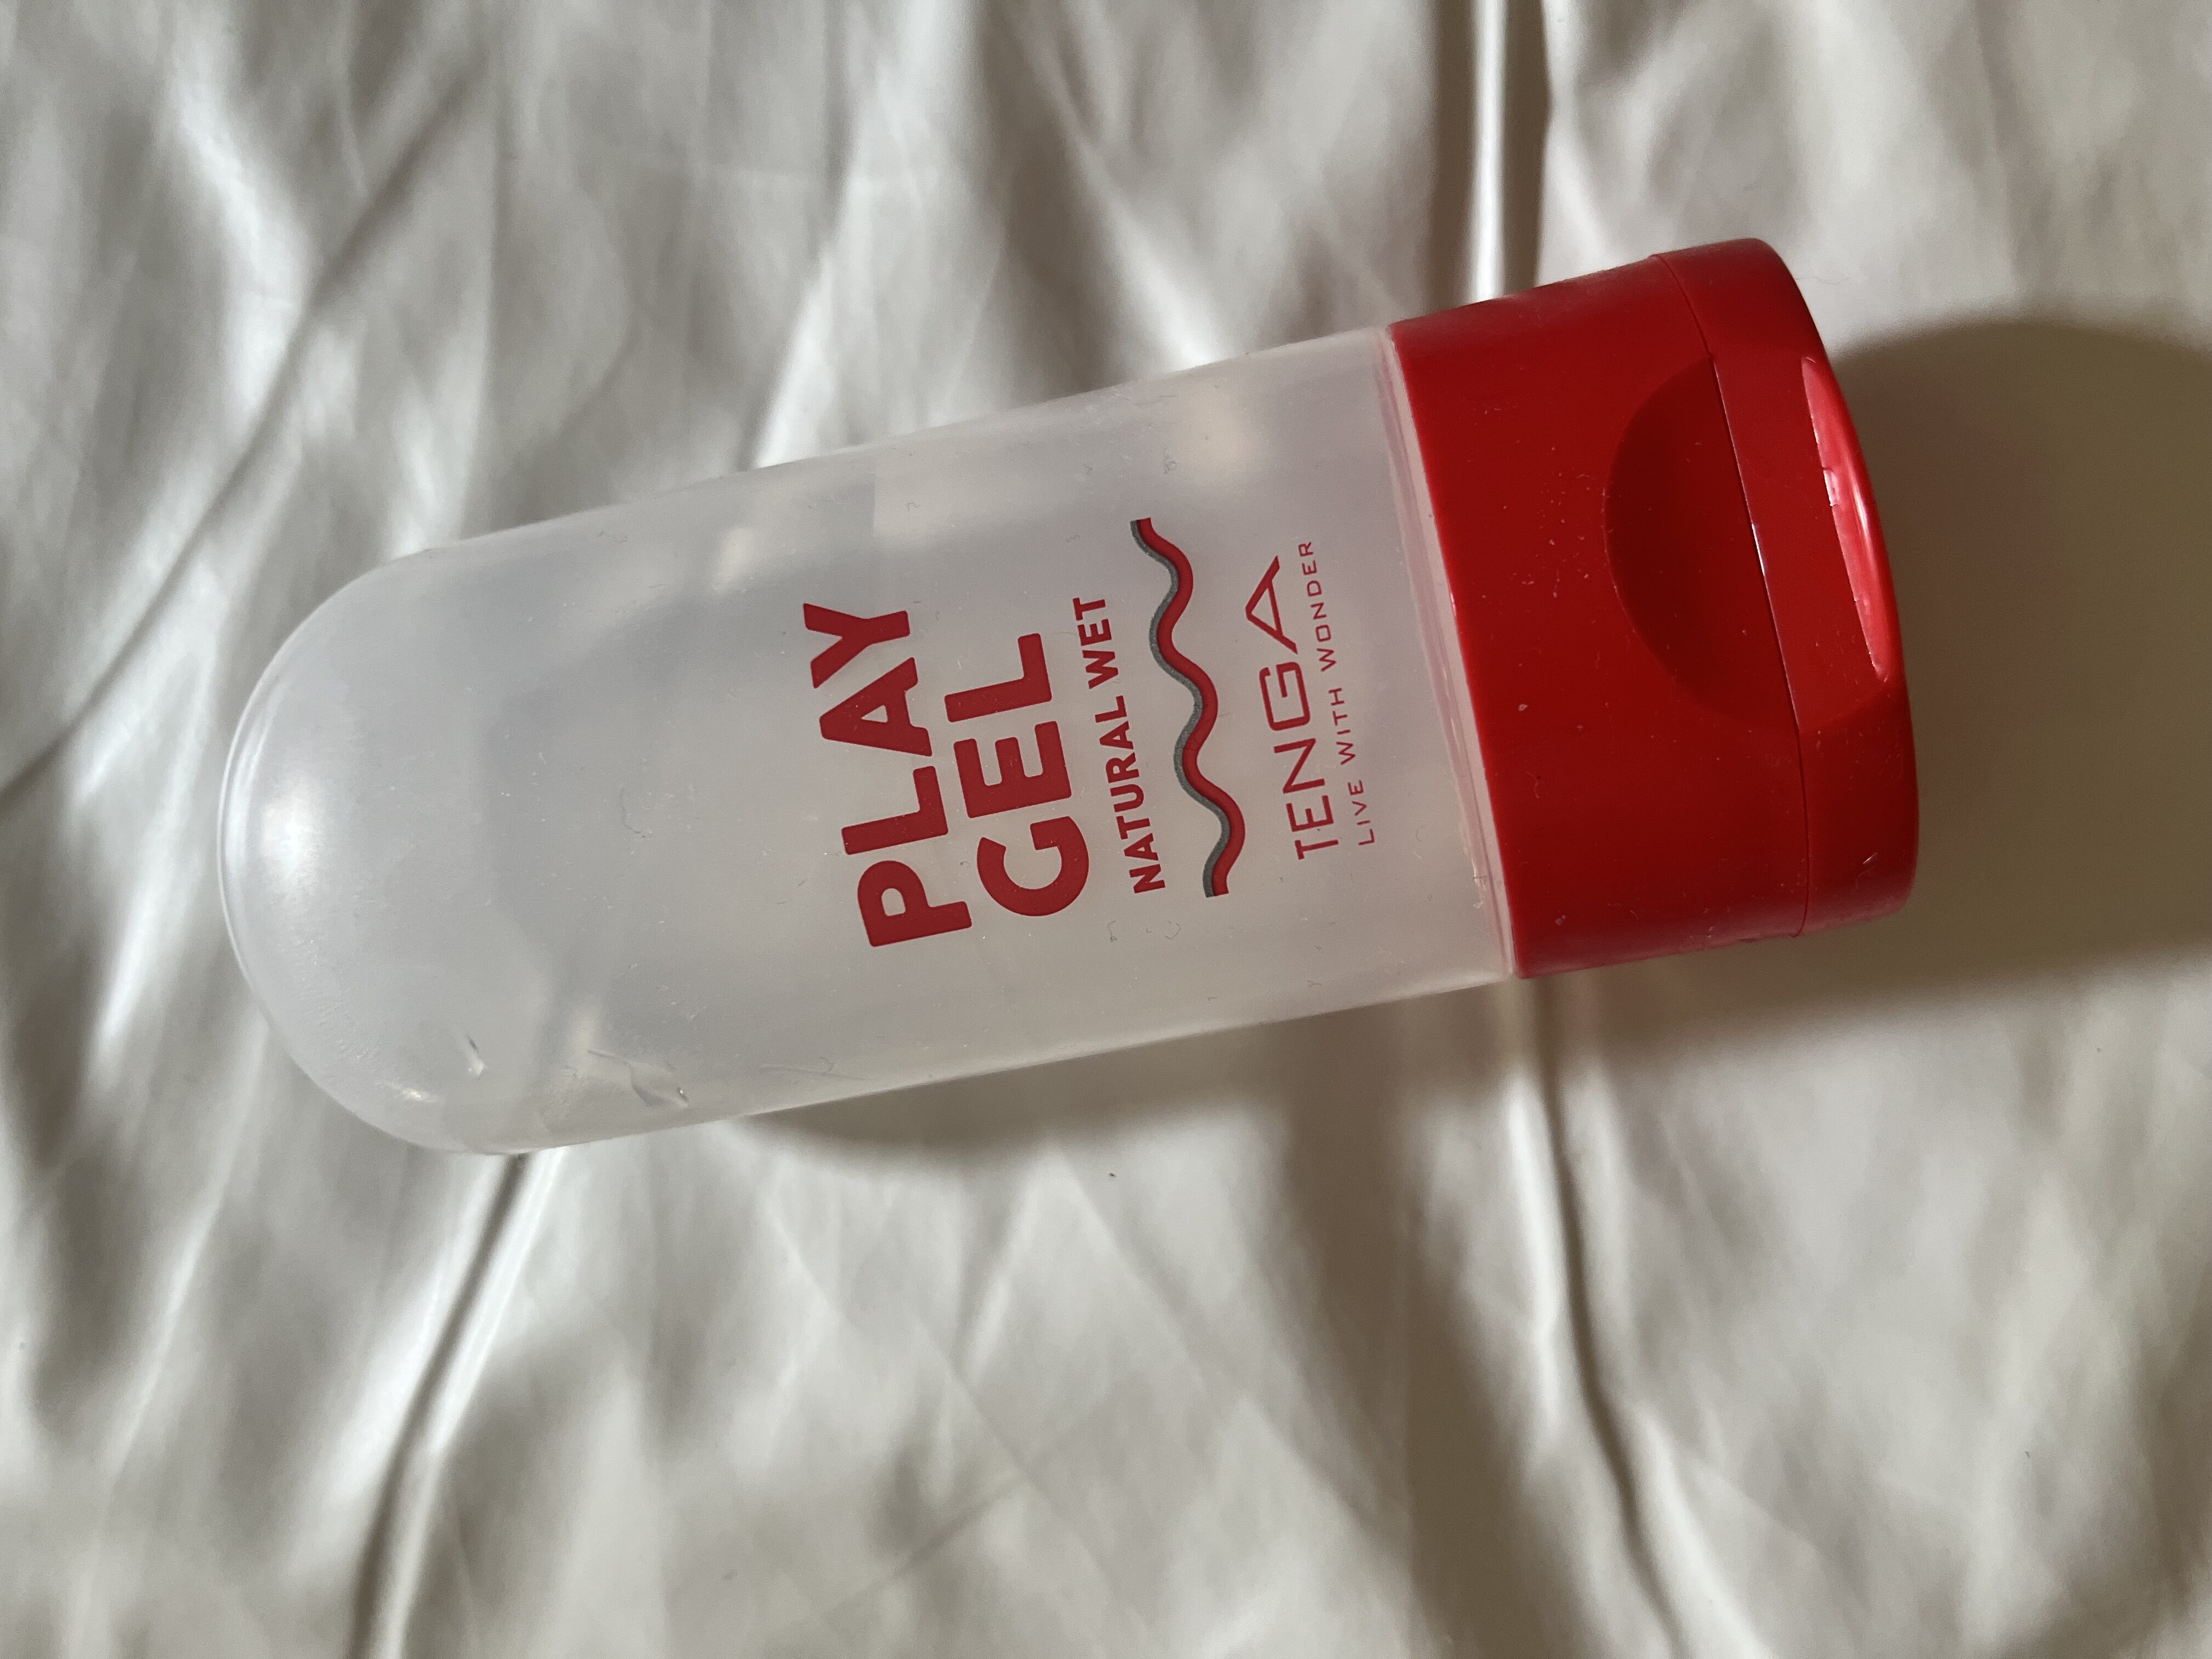 PLAY
GEL
NATURAL WET
TENGA
LIVE WITH WONDER